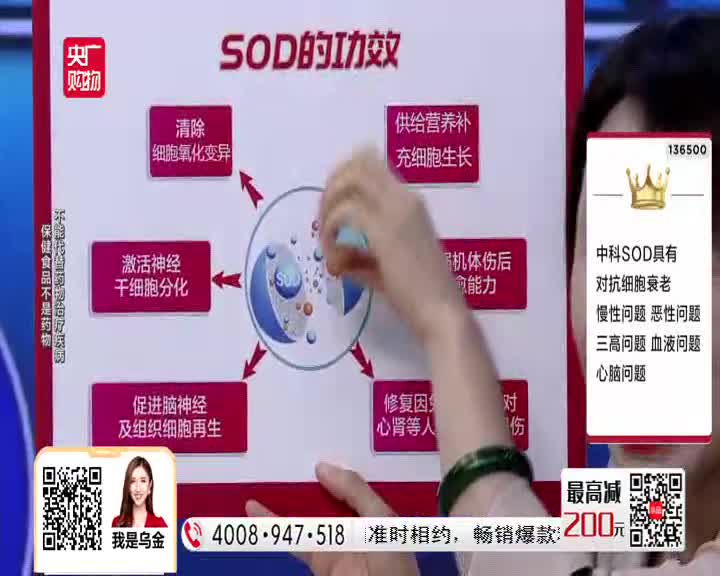 央广
购物
SOD的功效
清除
细胞氧化变异
供给营养补
充细胞生长
激活神经
干细胞分化
机体伤后
愈能力
促进脑神经
及组织细胞再生
修复因
对
心肾等人
伤
SOD
不能代替药物治疗疾病
保健食品不是药物
136500
中科SOD具有
对抗细胞衰老
慢性问题 恶性问题
三高问题 血液问题
心脑问题
我是乌金
4008·947·518
准时相约，畅销爆款
最高减
200元